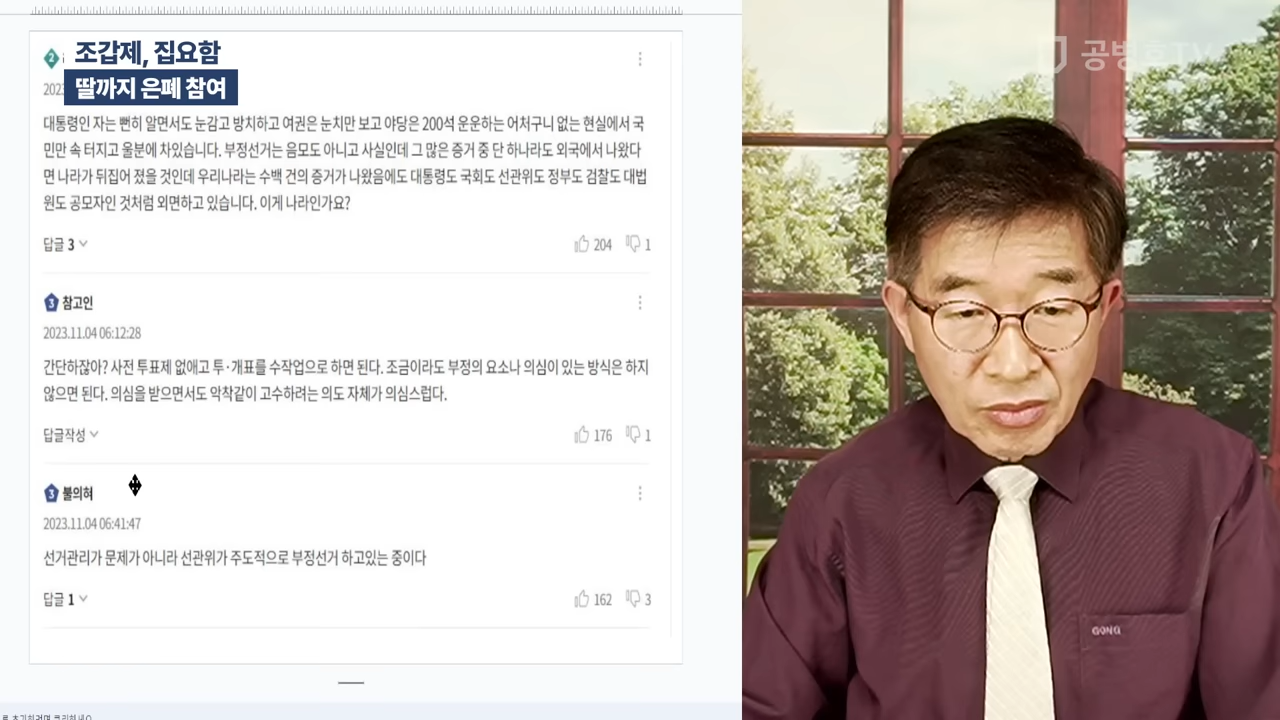 조갑제, 집요함
딸까지 은폐 참여
공병호TV
2
2023
대통령인 자는 뻔히 알면서도 눈감고 방치하고 여권은 눈치만 보고 야당은 200석 운운하는 어처구니 없는 현실에서 국
민만 속 터지고 울분에 차있습니다. 부정선거는 음모도 아니고 사실인데 그 많은 증거 중 단 하나라도 외국에서 나왔다
면 나라가 뒤집어 졌을 것인데 우리나라는 수백 건의 증거가 나왔음에도 대통령도 국회도 선관위도 정부도 검찰도 대법
원도 공모자인 것처럼 외면하고 있습니다. 이게 나라인가요?
답글 3
204 1
3 참고인
2023.11.04 06:12:28
간단하잖아? 사전 투표제 없애고 투·개표를 수작업으로 하면 된다. 조금이라도 부정의 요소나 의심이 있는 방식은 하지
않으면 된다. 의심을 받으면서도 악착같이 고수하려는 의도 자체가 의심스럽다.
답글작성
176 1
3 불의혀
2023.11.04 06:41:47
선거관리가 문제가 아니라 선관위가 주도적으로 부정선거 하고있는 중이다
답글 1
162 3
GONG